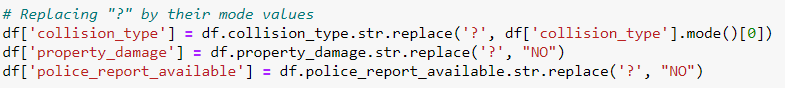 # Replacing "?" by their mode values
df['collision_type'] = df.collision_type.str.replace('?', df['collision_type'].mode()[0])
df['property_damage'] = df.property_damage.str.replace('?', "NO")
df['police_report_available'] = df.police_report_available.str.replace('?', "NO")